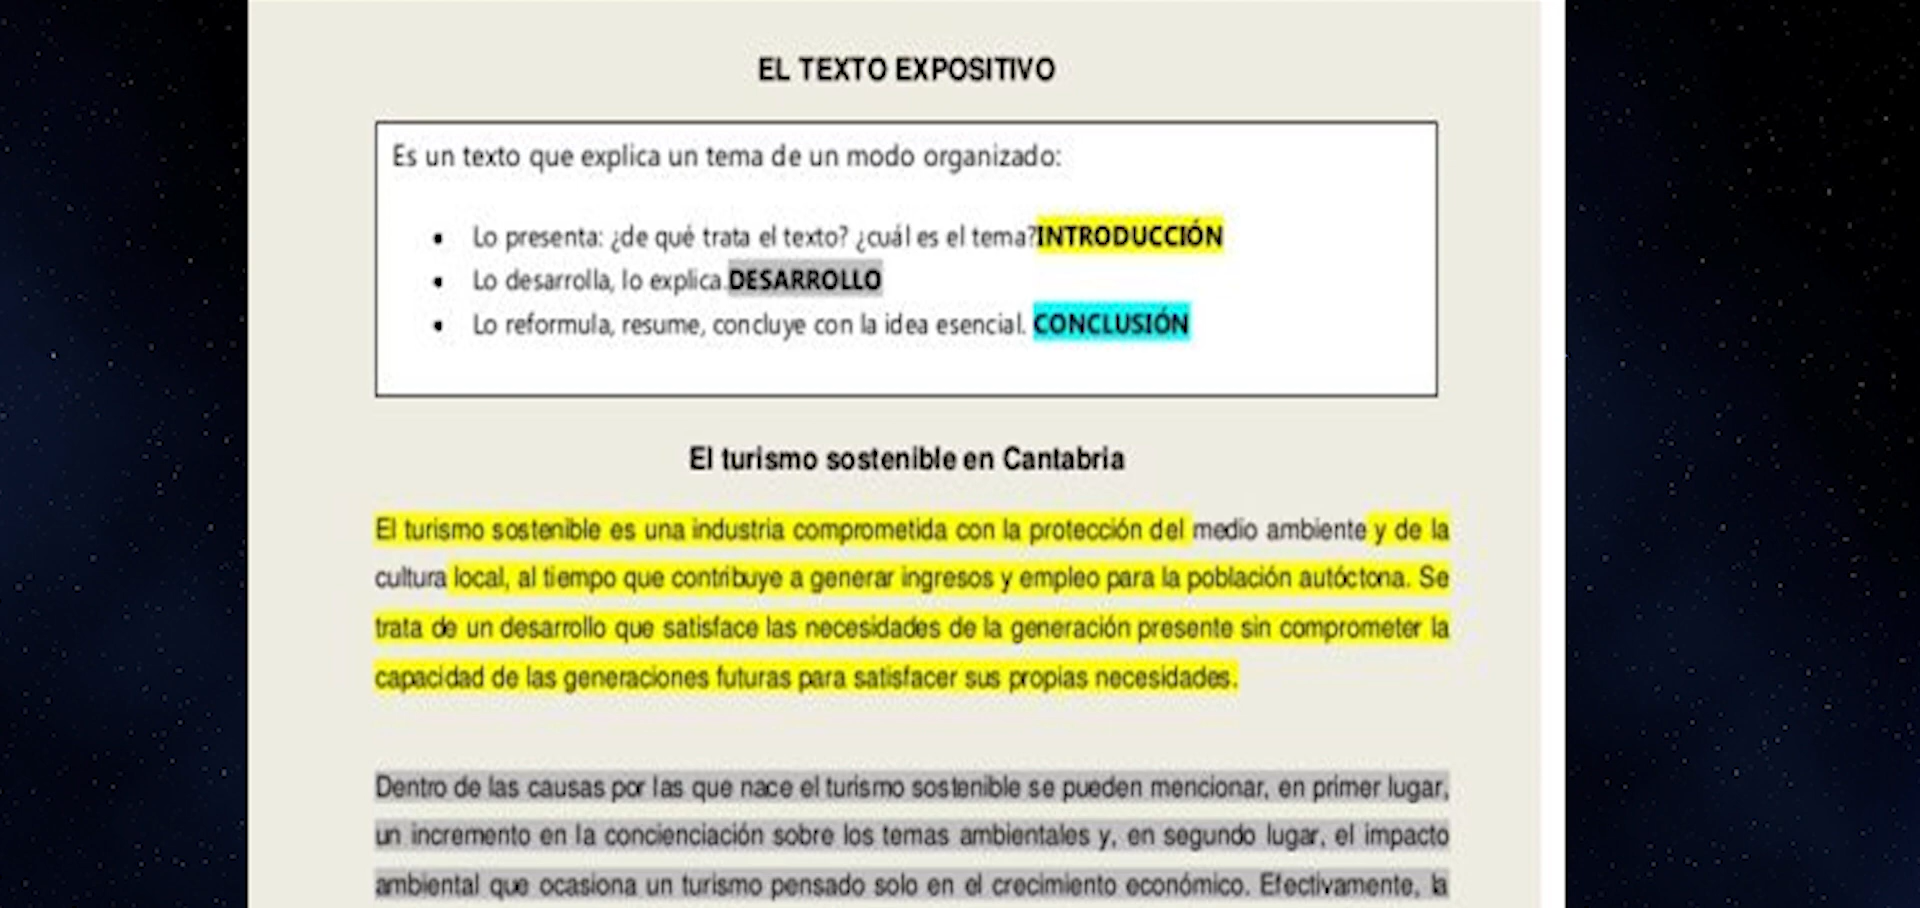 EL TEXTO EXPOSITIVO
Es un texto que explica un tema de un modo organizado:
• Lo presenta: ¿de qué trata el texto? ¿cuál es el tema?INTRODUCCIÓN
• Lo desarrolla, lo explica.DESARROLLO
• Lo reformula, resume, concluye con la idea esencial. CONCLUSIÓN
El turismo sostenible en Cantabria
El turismo sostenible es una industria comprometida con la protección del medio ambiente y de la
cultura local, al tiempo que contribuye a generar ingresos y empleo para la población autóctona. Se
trata de un desarrollo que satisface las necesidades de la generación presente sin comprometer la
capacidad de las generaciones futuras para satisfacer sus propias necesidades.
Dentro de las causas por las que nace el turismo sostenible se pueden mencionar, en primer lugar,
un incremento en la concienciación sobre los temas ambientales y, en segundo lugar, el impacto
ambiental que ocasiona un turismo pensado solo en el crecimiento económico. Efectivamente, la